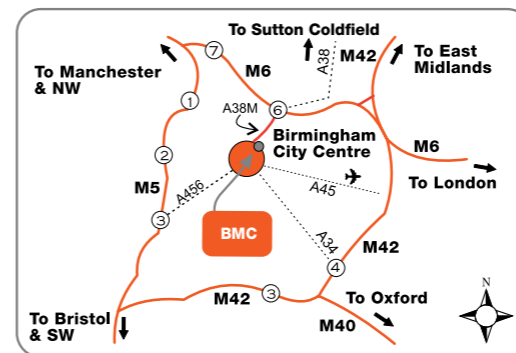 To Sutton Coldfield
To Manchester
& NW
7
M6
A38
M42
To East
Midlands
1
A38M
6
Birmingham
City Centre
2
M6
M5
A456
A45
To London
3
BMC
A34
M42
4
To Bristol
& SW
M42
3
To Oxford
M40
N